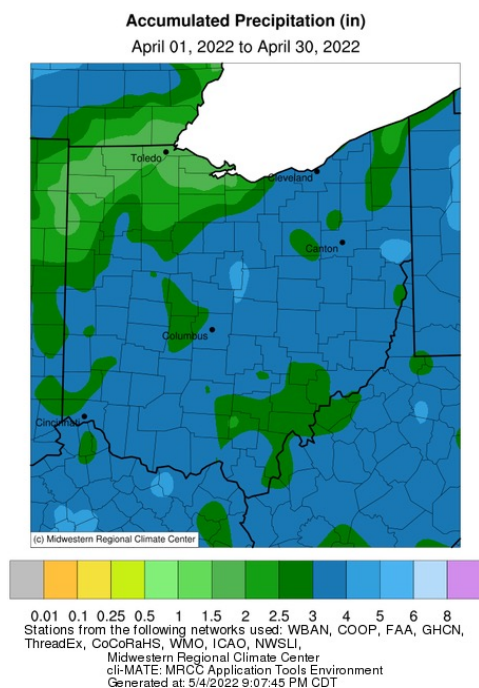 Accumulated Precipitation (in)
April 01, 2022 to April 30, 2022
Toledo
Cleveland
Canton
Columbus
Cincinnati
(c) Midwestern Regional Climate Center
0.01 0.1 0.25 0.5 1 1.5 2 2.5 3 4 5 6 8
Stations from the following networks used: WBAN, COOP, FAA, GHCN,
ThreadEx, CoCoRaHS, WMO, ICAO, NWSLI,
Midwestern Regional Climate Center
cli-MATE: MRCC Application Tools Environment
Generated at: 5/4/2022 9:07:45 PM CDT